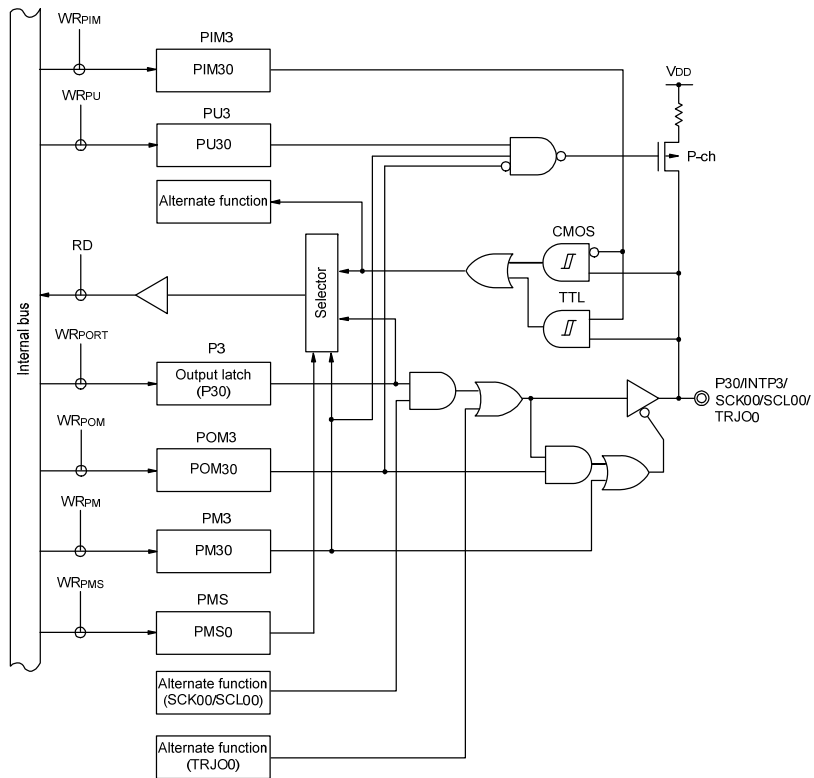 WRPIM
PIM3
PIM30
VDD
WRPU
PU3
PU30
P-ch
Alternate function
CMOS
RD
Selector
TTL
Internal bus
WRPORT
P3
Output latch
(P30)
P30/INTP3/
SCK00/SCL00/
TRJO0
WRPOM
POM3
POM30
WRPM
PM3
PM30
WRPMS
PMS
PMS0
Alternate function
(SCK00/SCL00)
Alternate function
(TRJO0)